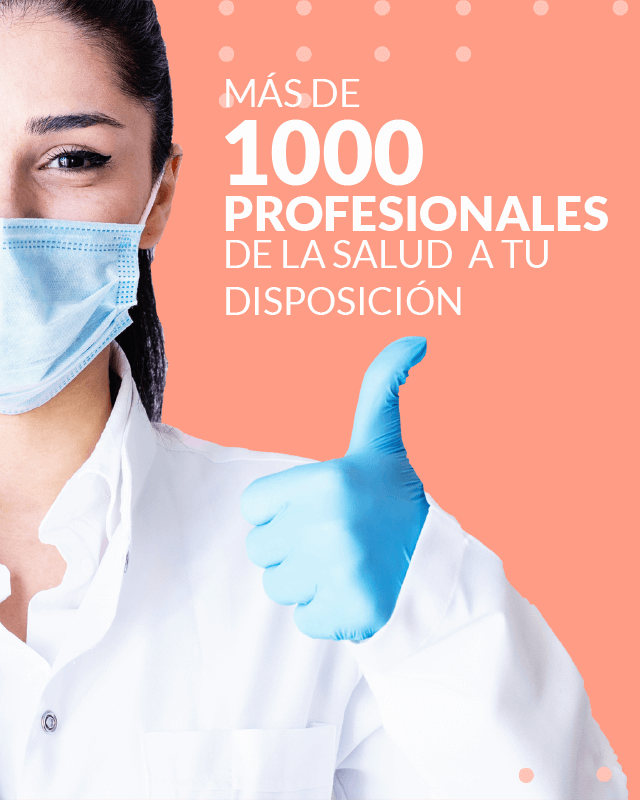 MÁS DE
1000
PROFESIONALES
DE LA SALUD A TU
DISPOSICIÓN